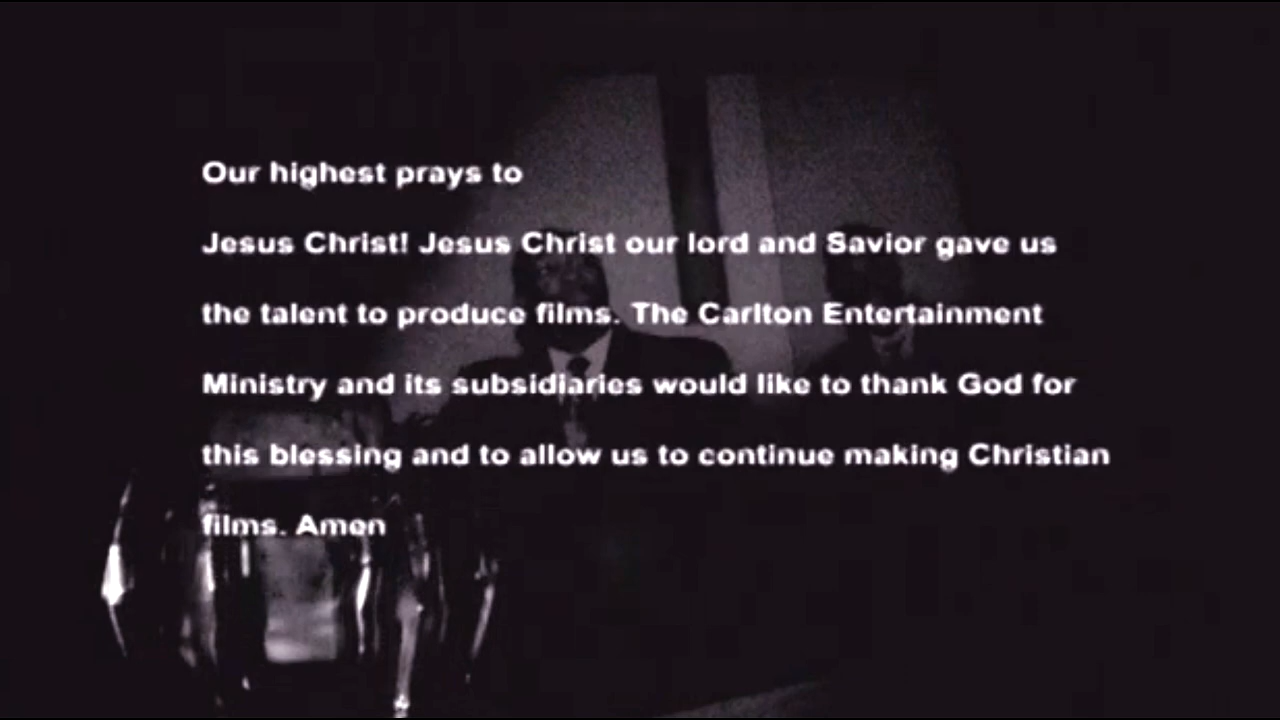 Our highest prays to
Jesus Christ! Jesus Christ our lord and Savior gave us
the talent to produce films. The Carlton Entertainment
Ministry and its subsidiaries would like to thank God for
this blessing and to allow us to continue making Christian
films. Amen